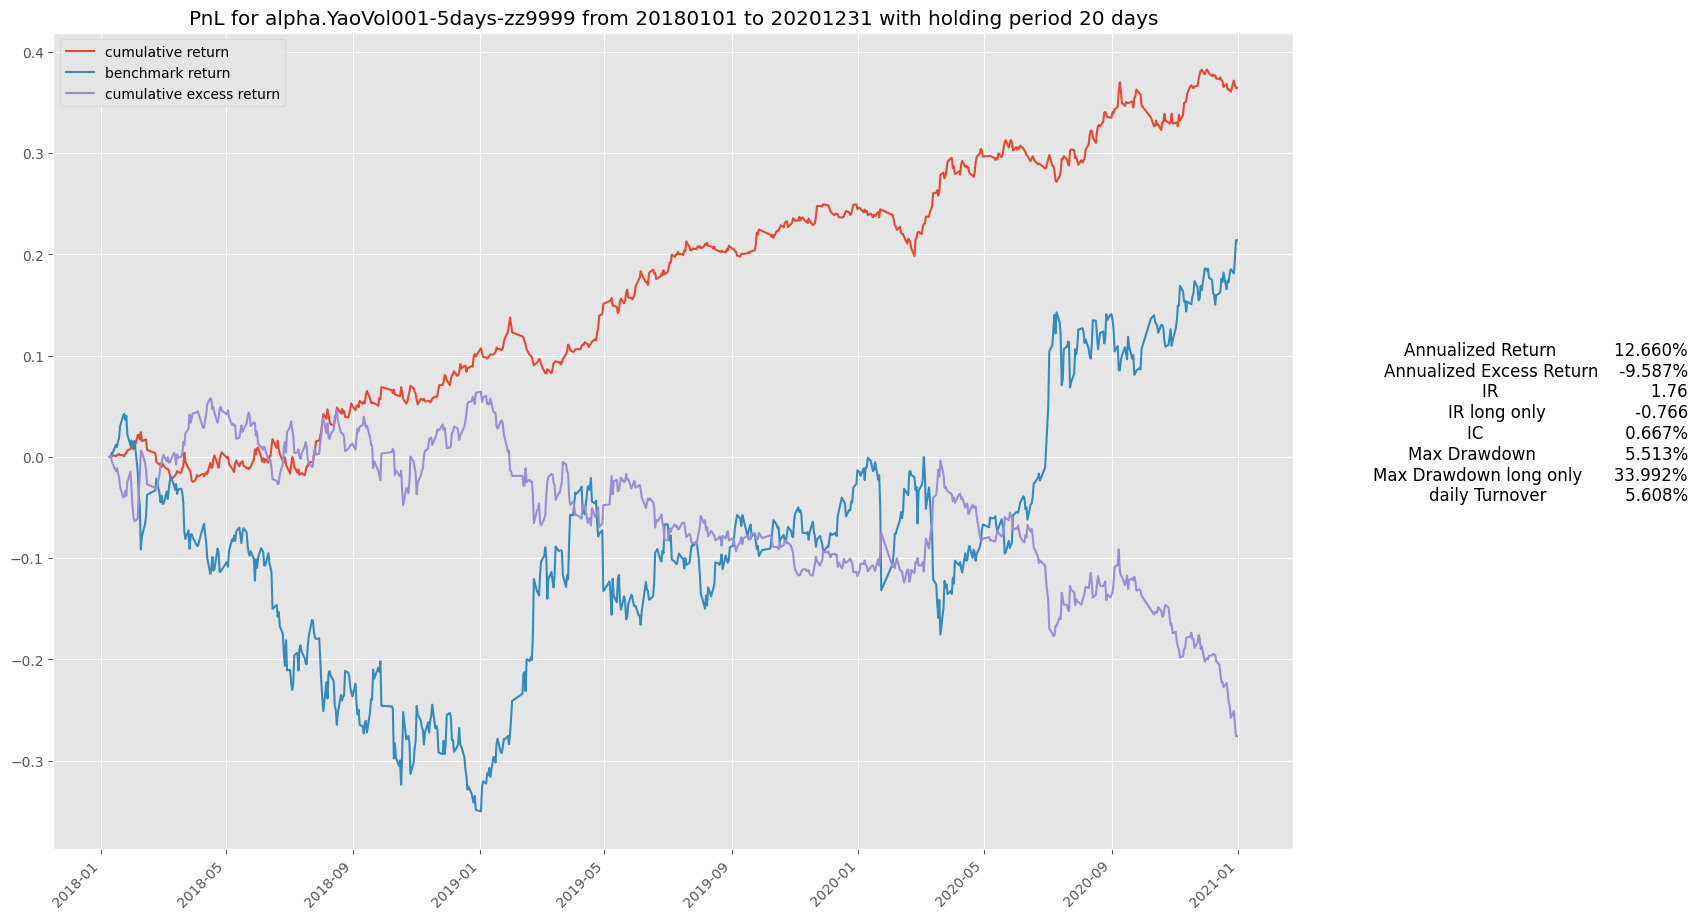 PnL for alpha.YaoVol001-5days-zz9999 from 20180101 to 20201231 with holding period 20 days
cumulative return
benchmark return
cumulative excess return
0.4
0.3
0.2
0.1
0.0
−0.1
−0.2
−0.3
2018-01
2018-05
2018-09
2019-01
2019-05
2019-09
2020-01
2020-05
2020-09
2021-01
Annualized Return 12.660%
Annualized Excess Return -9.587%
IR 1.76
IR long only -0.766
IC 0.667%
Max Drawdown 5.513%
Max Drawdown long only 33.992%
daily Turnover 5.608%